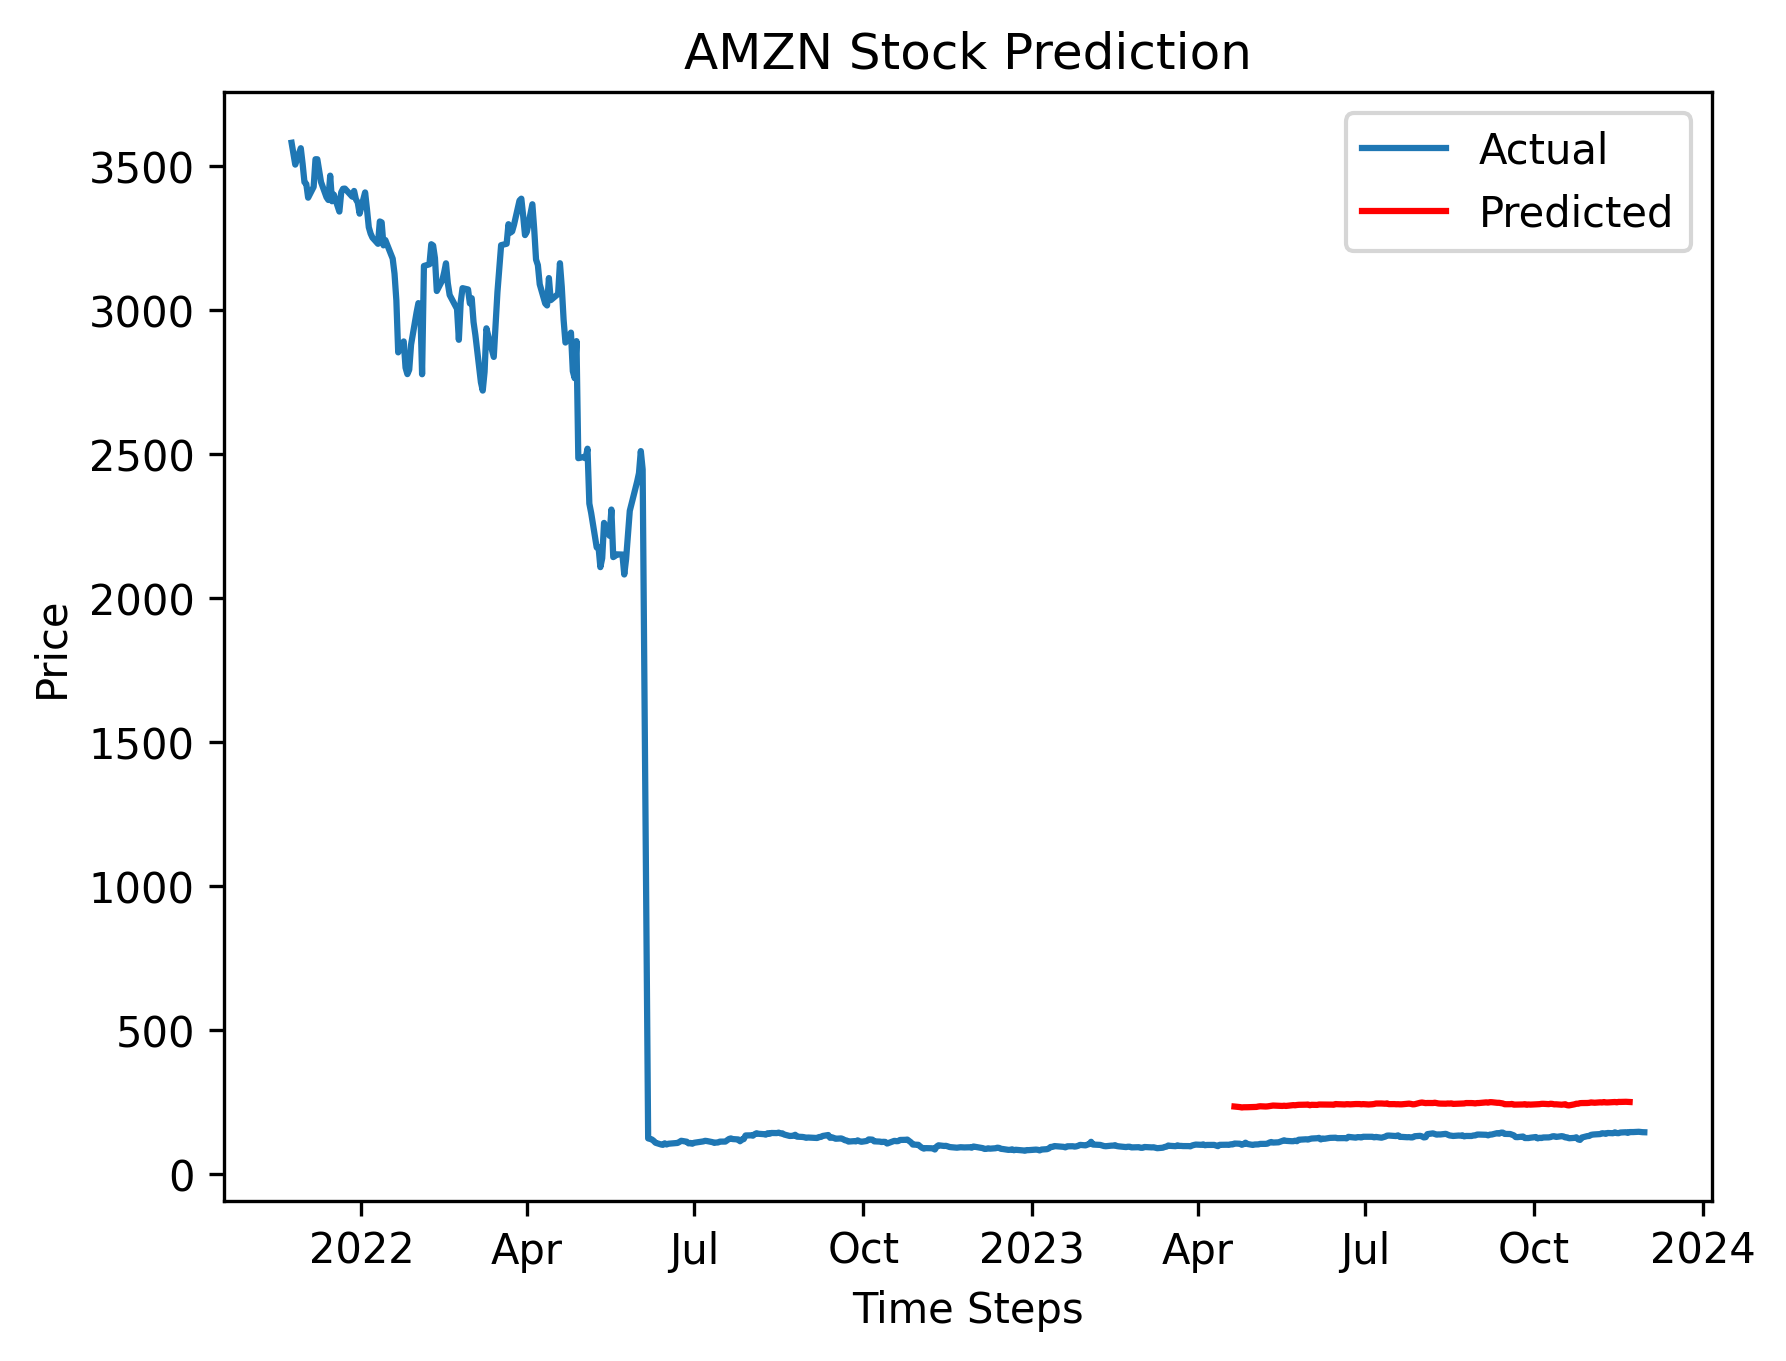 AMZN Stock Prediction
Actual
Predicted
3500
3000
2500
2000
1500
1000
500
0
Price
2022 Apr Jul Oct 2023 Apr Jul Oct 2024
Time Steps